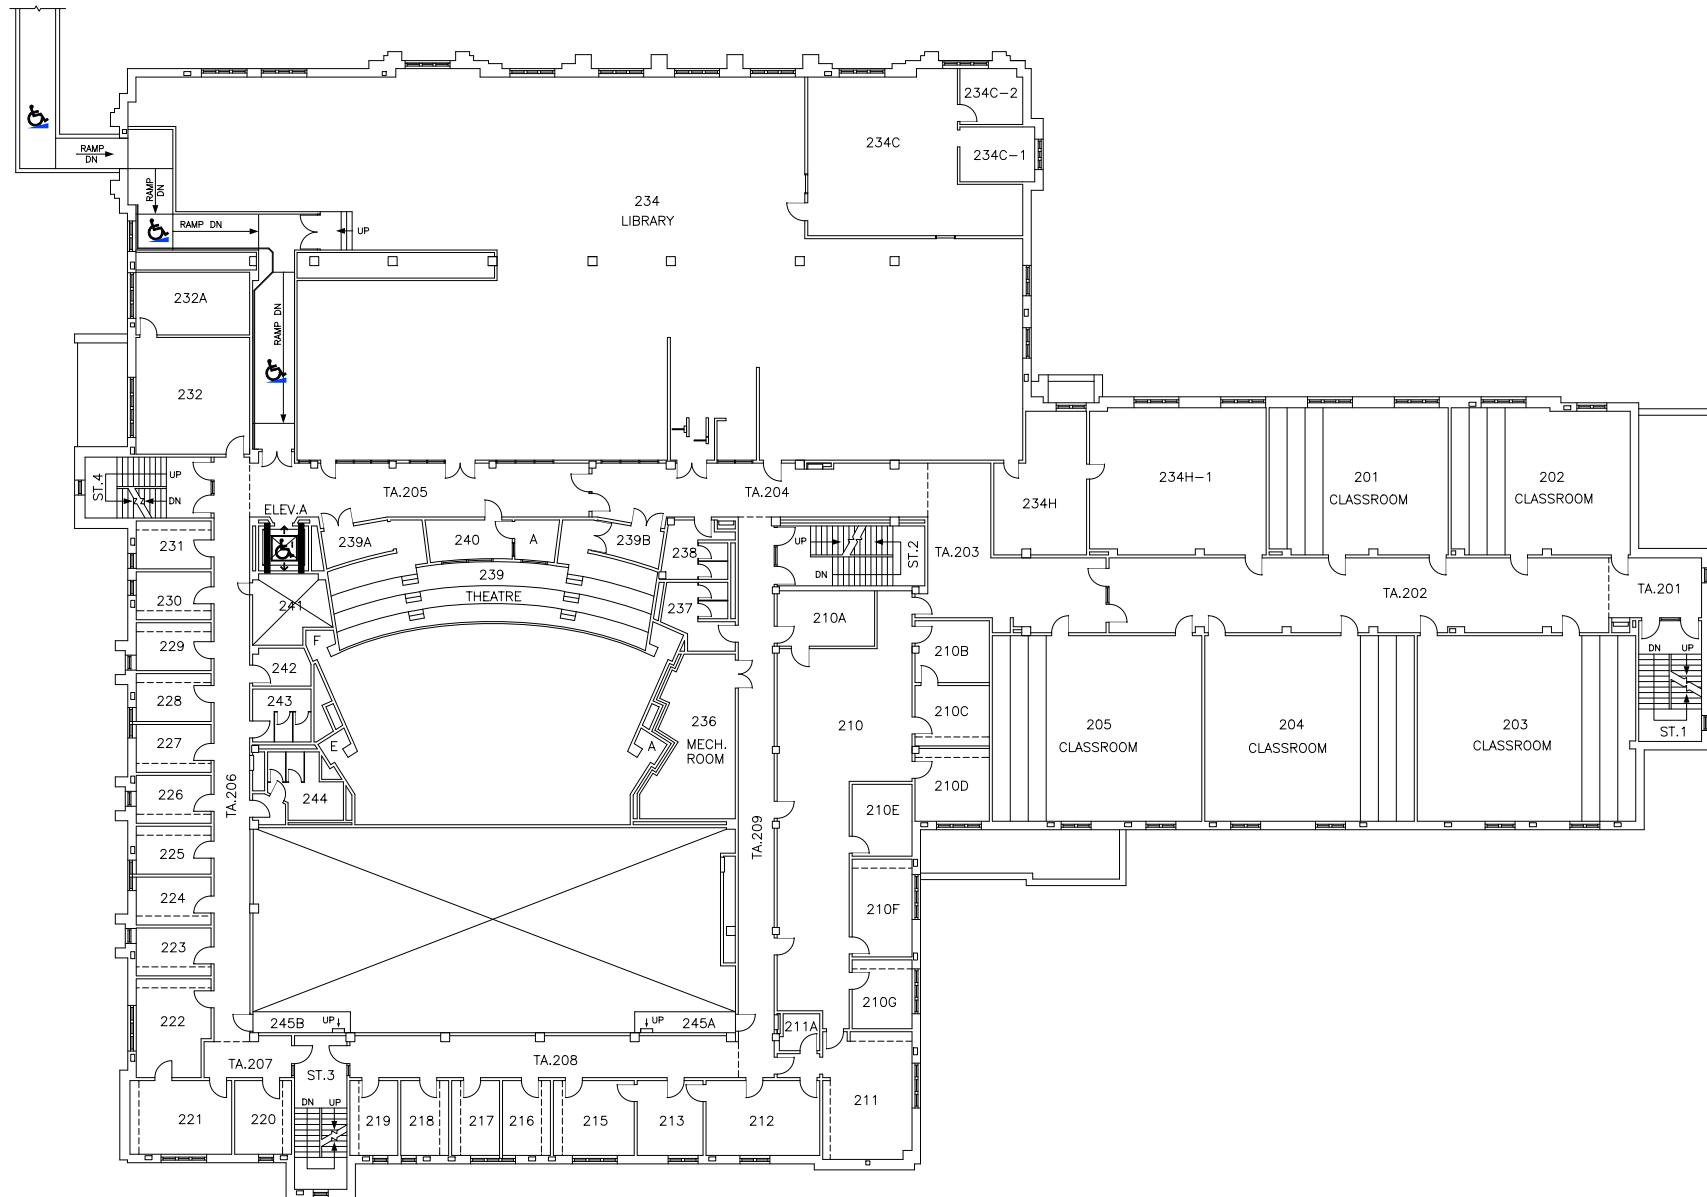 234C-2
234C
234C-1
RAMP
DN
RAMP
DN
234
LIBRARY
RAMP DN
UP
232A
RAMP DN
232
ST.4
UP
DN
TA.205
TA.204
234H
234H-1
201
CLASSROOM
202
CLASSROOM
ELEV.A
239A
240
A
239B
238
UP
DN
ST.2
TA.203
231
239
THEATRE
230
241
237
210A
TA.202
TA.201
F
229
242
210B
DN
UP
228
243
210C
236
MECH.
ROOM
210
205
CLASSROOM
204
CLASSROOM
203
CLASSROOM
ST.1
227
E
A
226
TA.206
244
210D
210E
225
TA.209
224
210F
223
222
210G
245B
UP
UP
245A
211A
TA.207
ST.3
TA.208
DN
UP
221
220
219
218
217
216
215
213
212
211